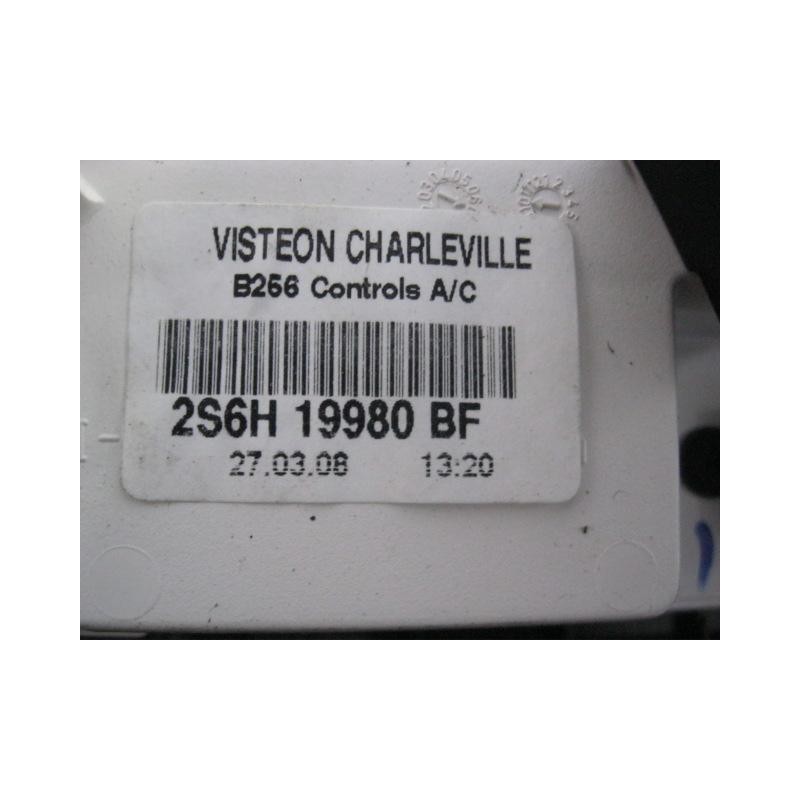 VISTEON CHARLEVILLE
B256 Controls A/C
2S6H 19980 BF
27.03.08 13:20